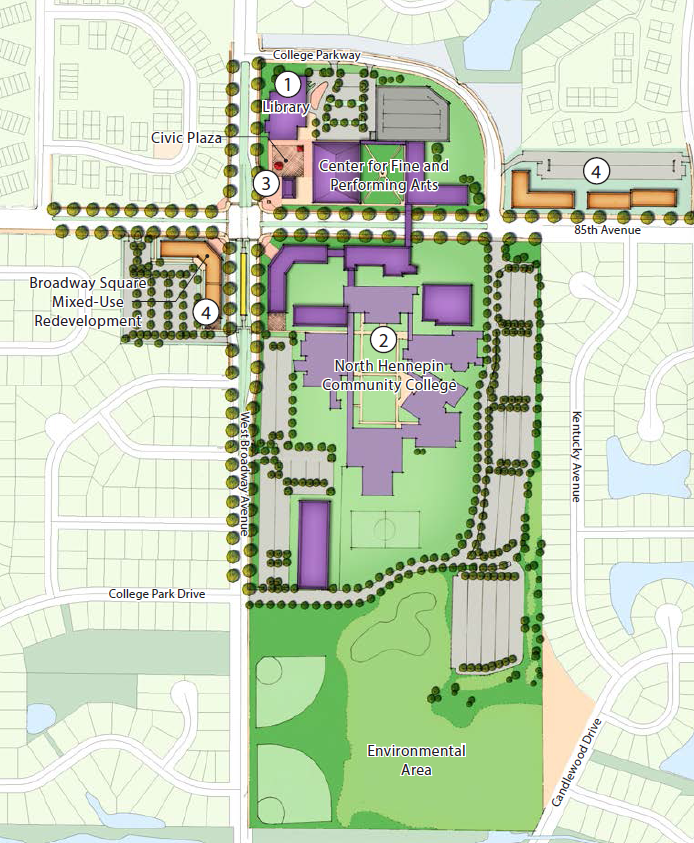 College Parkway
1
Library
Civic Plaza
Center for Fine and
Performing Arts
3
4
85th Avenue
Broadway Square
Mixed-Use
Redevelopment
4
2
North Hennepin
Community College
West Broadway Avenue
Kentucky Avenue
College Park Drive
Environmental
Area
Candlewood Drive